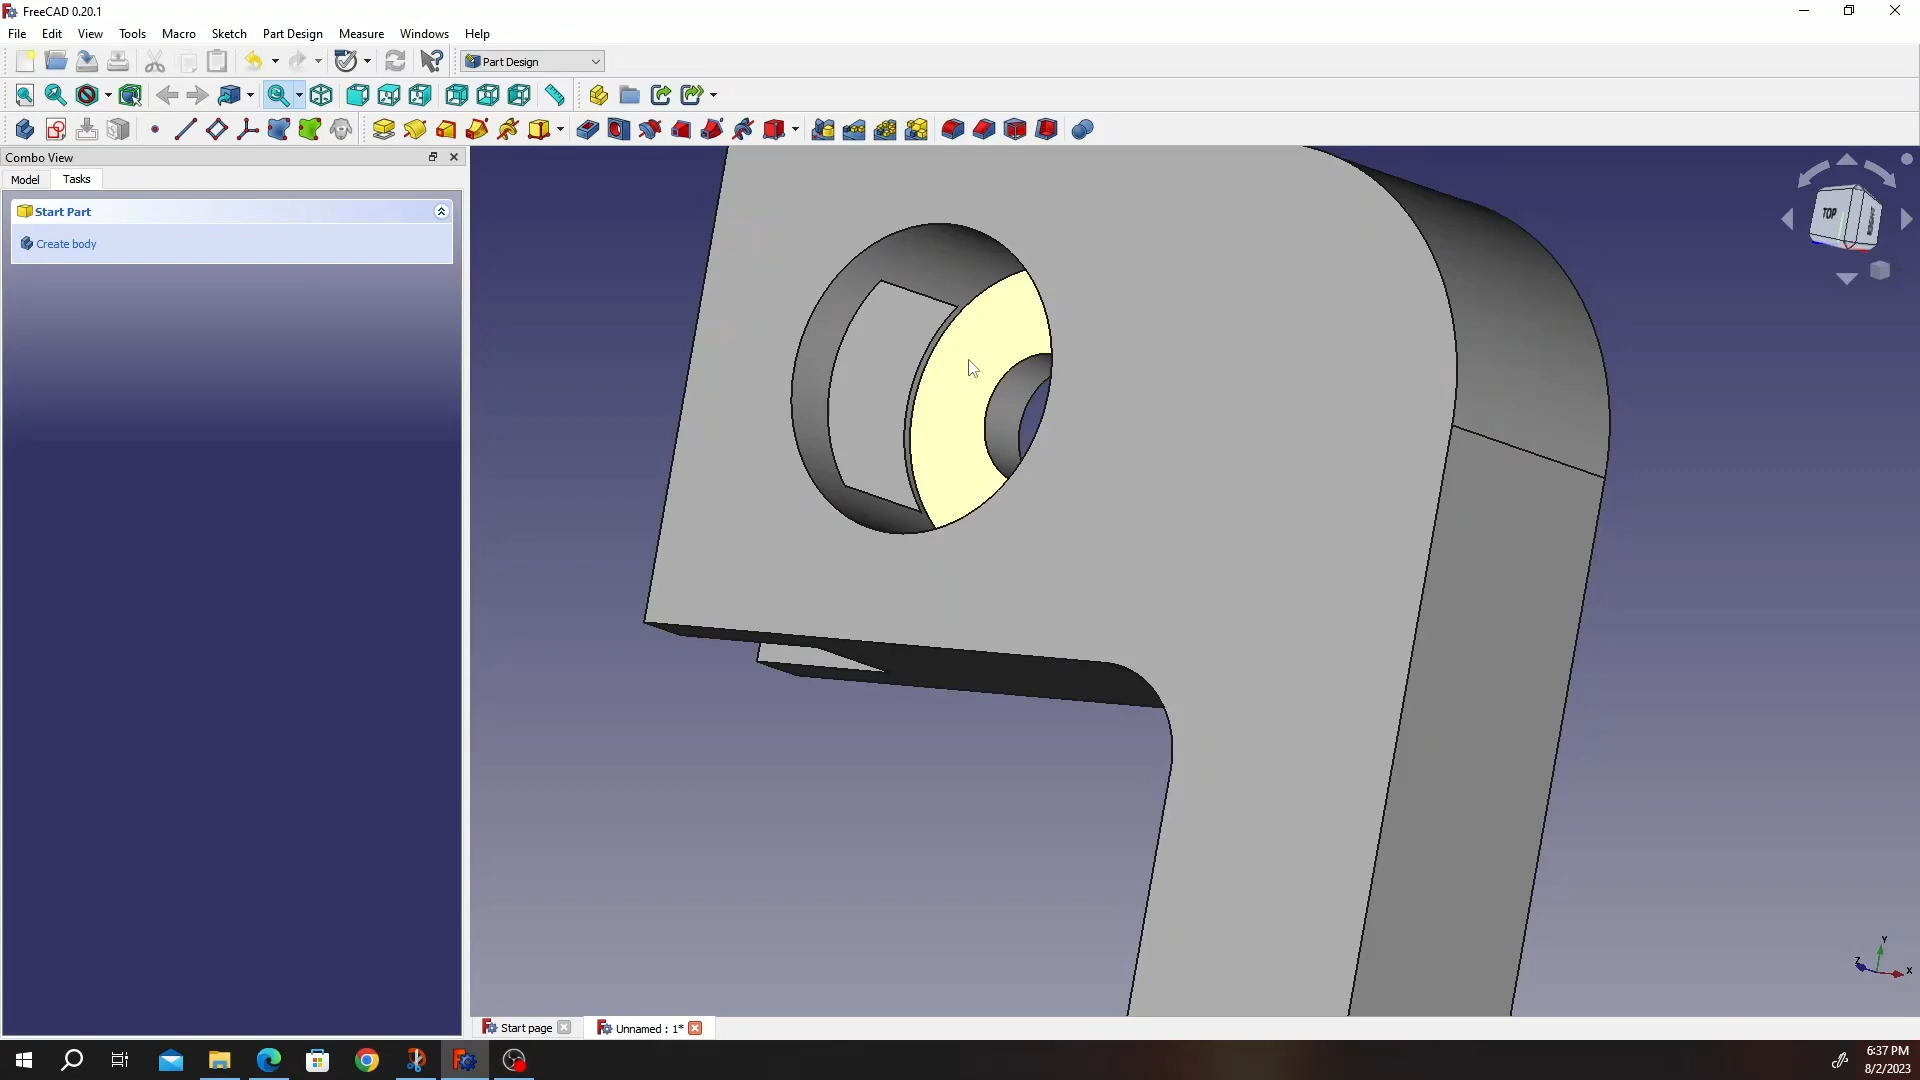 FreeCAD 0.20.1
File Edit View Tools Macro Sketch Part Design Measure Windows Help
Part Design
Combo View
Model Tasks
Start Part
Create body
TOP
Y
Z X
Start page Unnamed : 1*
6:37 PM
8/2/2023